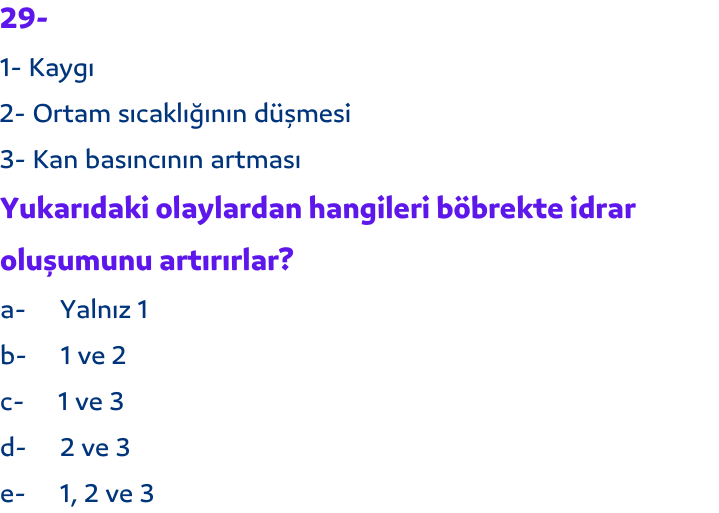 29-
1- Kaygı
2- Ortam sıcaklığının düşmesi
3- Kan basıncının artması
Yukarıdaki olaylardan hangileri böbrekte idrar
oluşumunu artırırlar?
a- Yalnız 1
b- 1 ve 2
c- 1 ve 3
d- 2 ve 3
e- 1, 2 ve 3